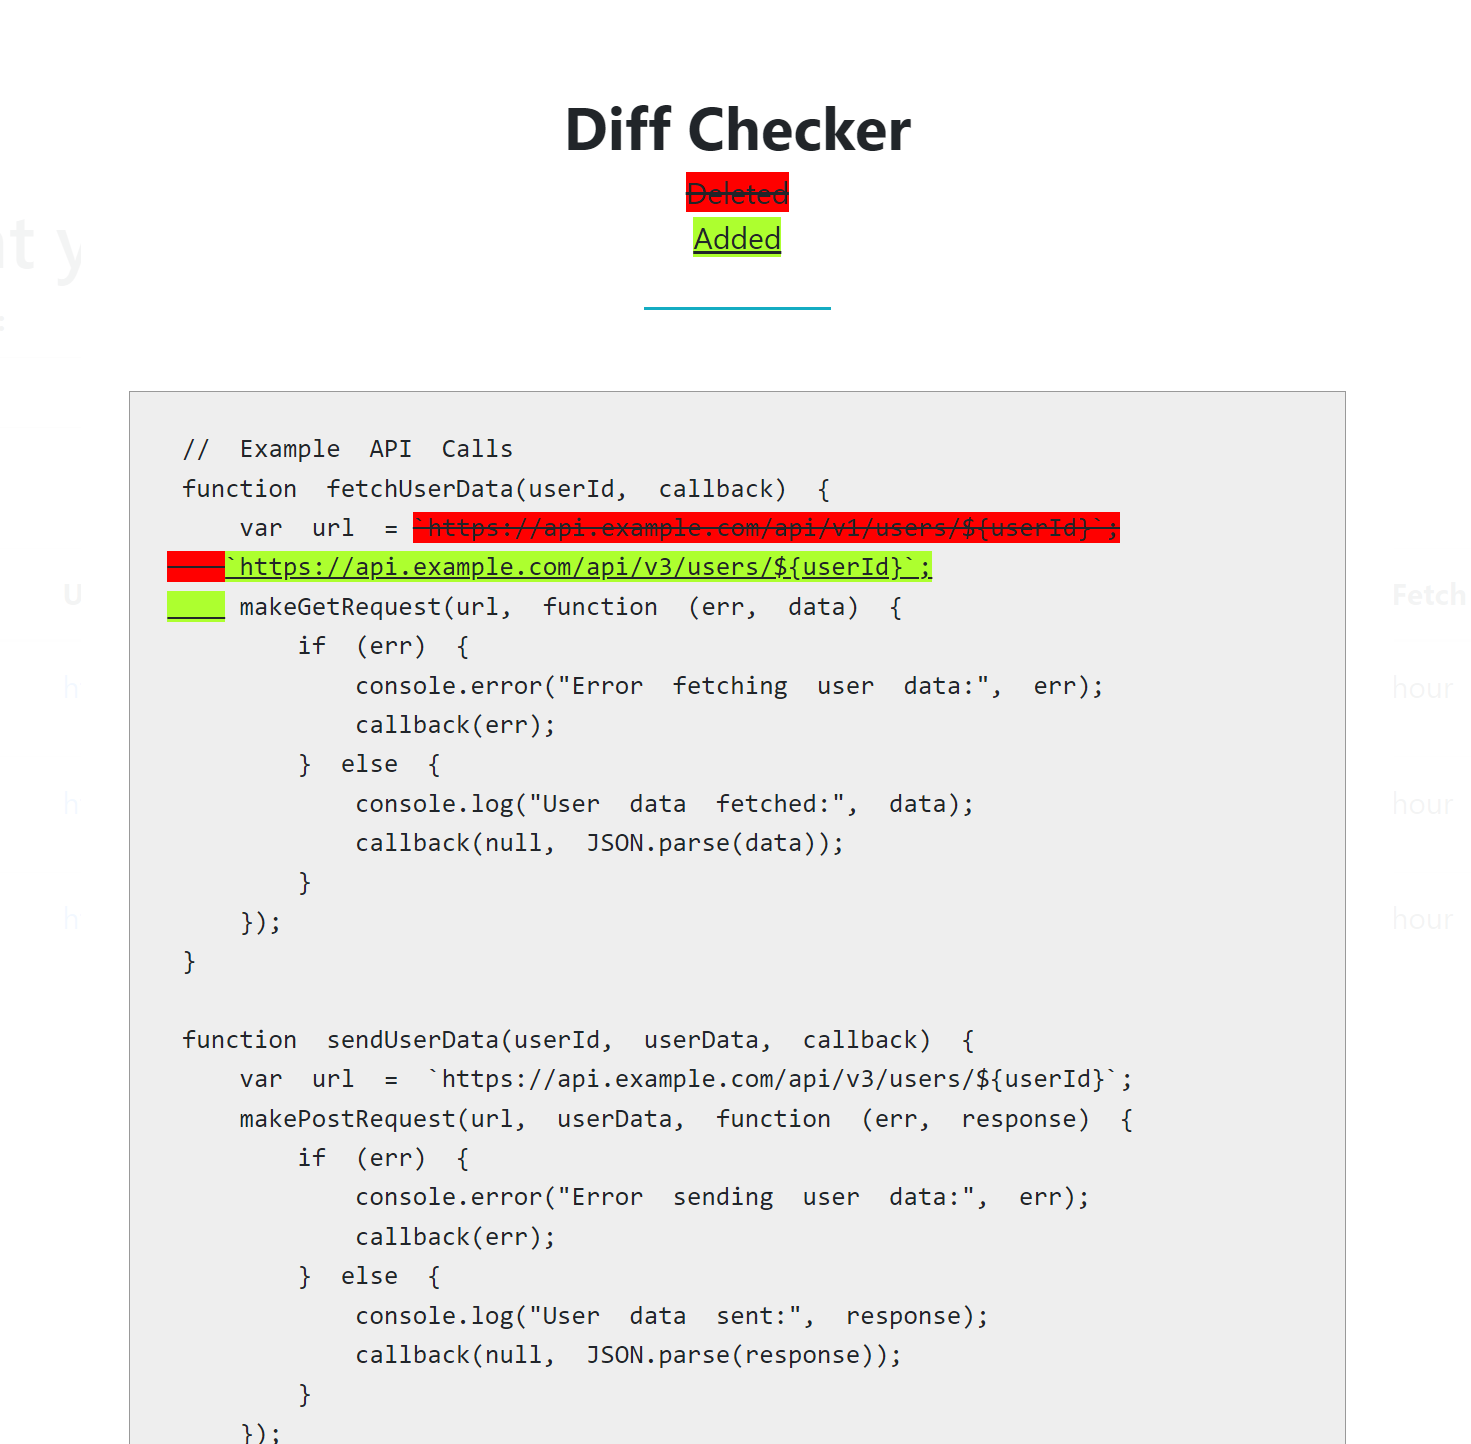 Diff Checker
Deleted
Added
// Example API Calls
function fetchUserData(userId, callback) {
var url = `https://api.example.com/api/v1/users/${userId}`;
`https://api.example.com/api/v3/users/${userId}`;
makeGetRequest(url, function (err, data) {
if (err) {
console.error("Error fetching user data:", err);
callback(err);
} else {
console.log("User data fetched:", data);
callback(null, JSON.parse(data));
}
});
}
function sendUserData(userId, userData, callback) {
var url = `https://api.example.com/api/v3/users/${userId}`;
makePostRequest(url, userData, function (err, response) {
if (err) {
console.error("Error sending user data:", err);
callback(err);
} else {
console.log("User data sent:", response);
callback(null, JSON.parse(response));
}
});
Fetch
hour
hour
hour